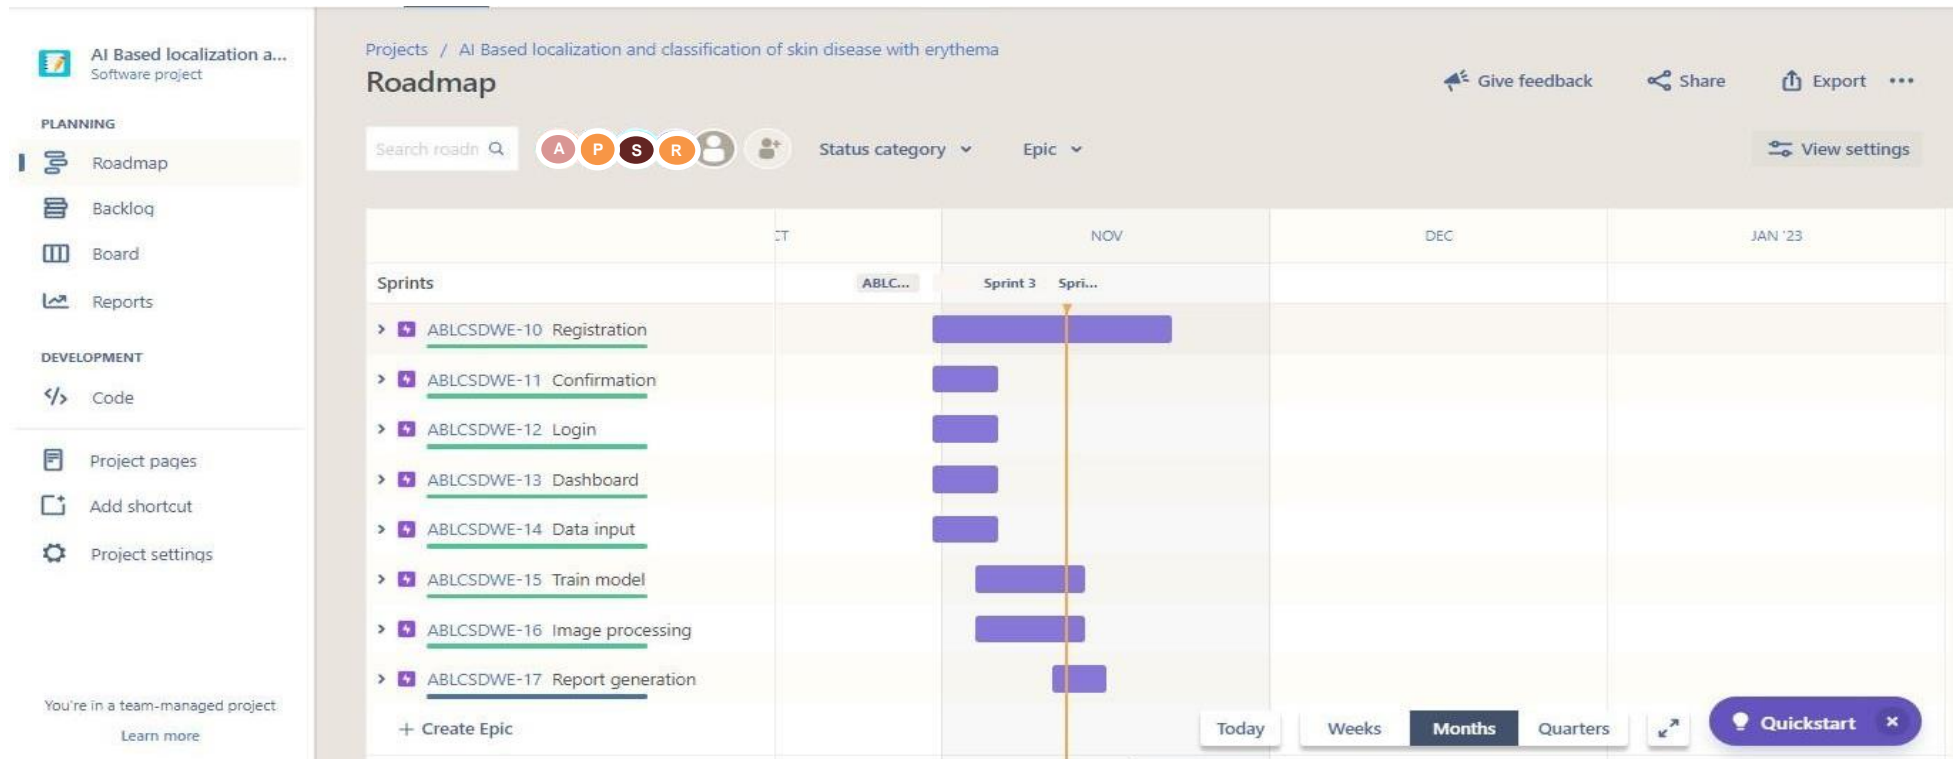 AI Based localization a...
Software project
PLANNING
Roadmap
Backlog
Board
Reports
DEVELOPMENT
Code
Project pages
Add shortcut
Project settings
You're in a team-managed project
Learn more
Projects / AI Based localization and classification of skin disease with erythema
Roadmap
Give feedback
Share
Export
Search roadn
A P S R
Status category
Epic
View settings
CT NOV DEC JAN '23
Sprints ABLC... Sprint 3 Spri...
ABLCSDWE-10 Registration
ABLCSDWE-11 Confirmation
ABLCSDWE-12 Login
ABLCSDWE-13 Dashboard
ABLCSDWE-14 Data input
ABLCSDWE-15 Train model
ABLCSDWE-16 Image processing
ABLCSDWE-17 Report generation
+ Create Epic
Today Weeks Months Quarters
Quickstart